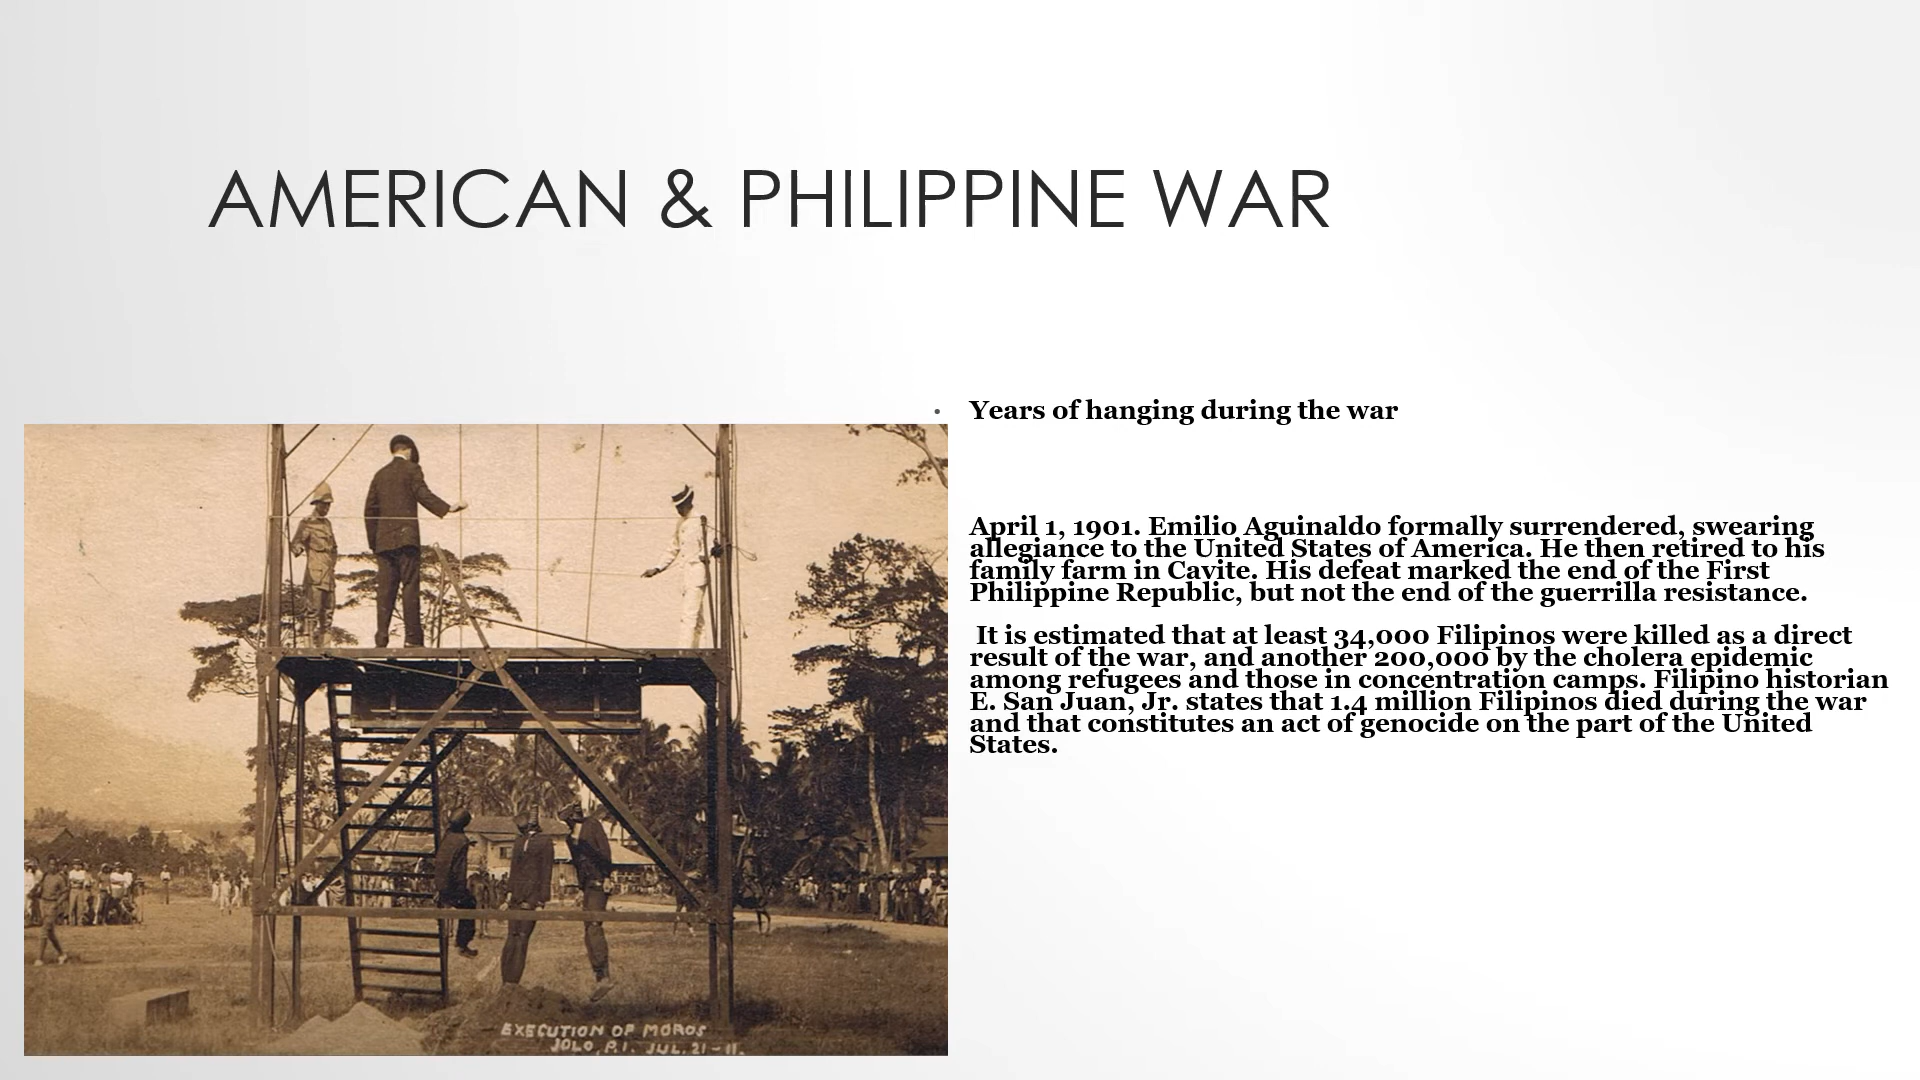 AMERICAN & PHILIPPINE WAR
• Years of hanging during the war
April 1, 1901. Emilio Aguinaldo formally surrendered, swearing
allegiance to the United States of America. He then retired to his
family farm in Cavite. His defeat marked the end of the First
Philippine Republic, but not the end of the guerrilla resistance.
It is estimated that at least 34,000 Filipinos were killed as a direct
result of the war, and another 200,000 by the cholera epidemic
among refugees and those in concentration camps. Filipino historian
E. San Juan, Jr. states that 1.4 million Filipinos died during the war
and that constitutes an act of genocide on the part of the United
States.
EXECUTION OF MOROS
JOLO, P.I. JUL. 21-11.